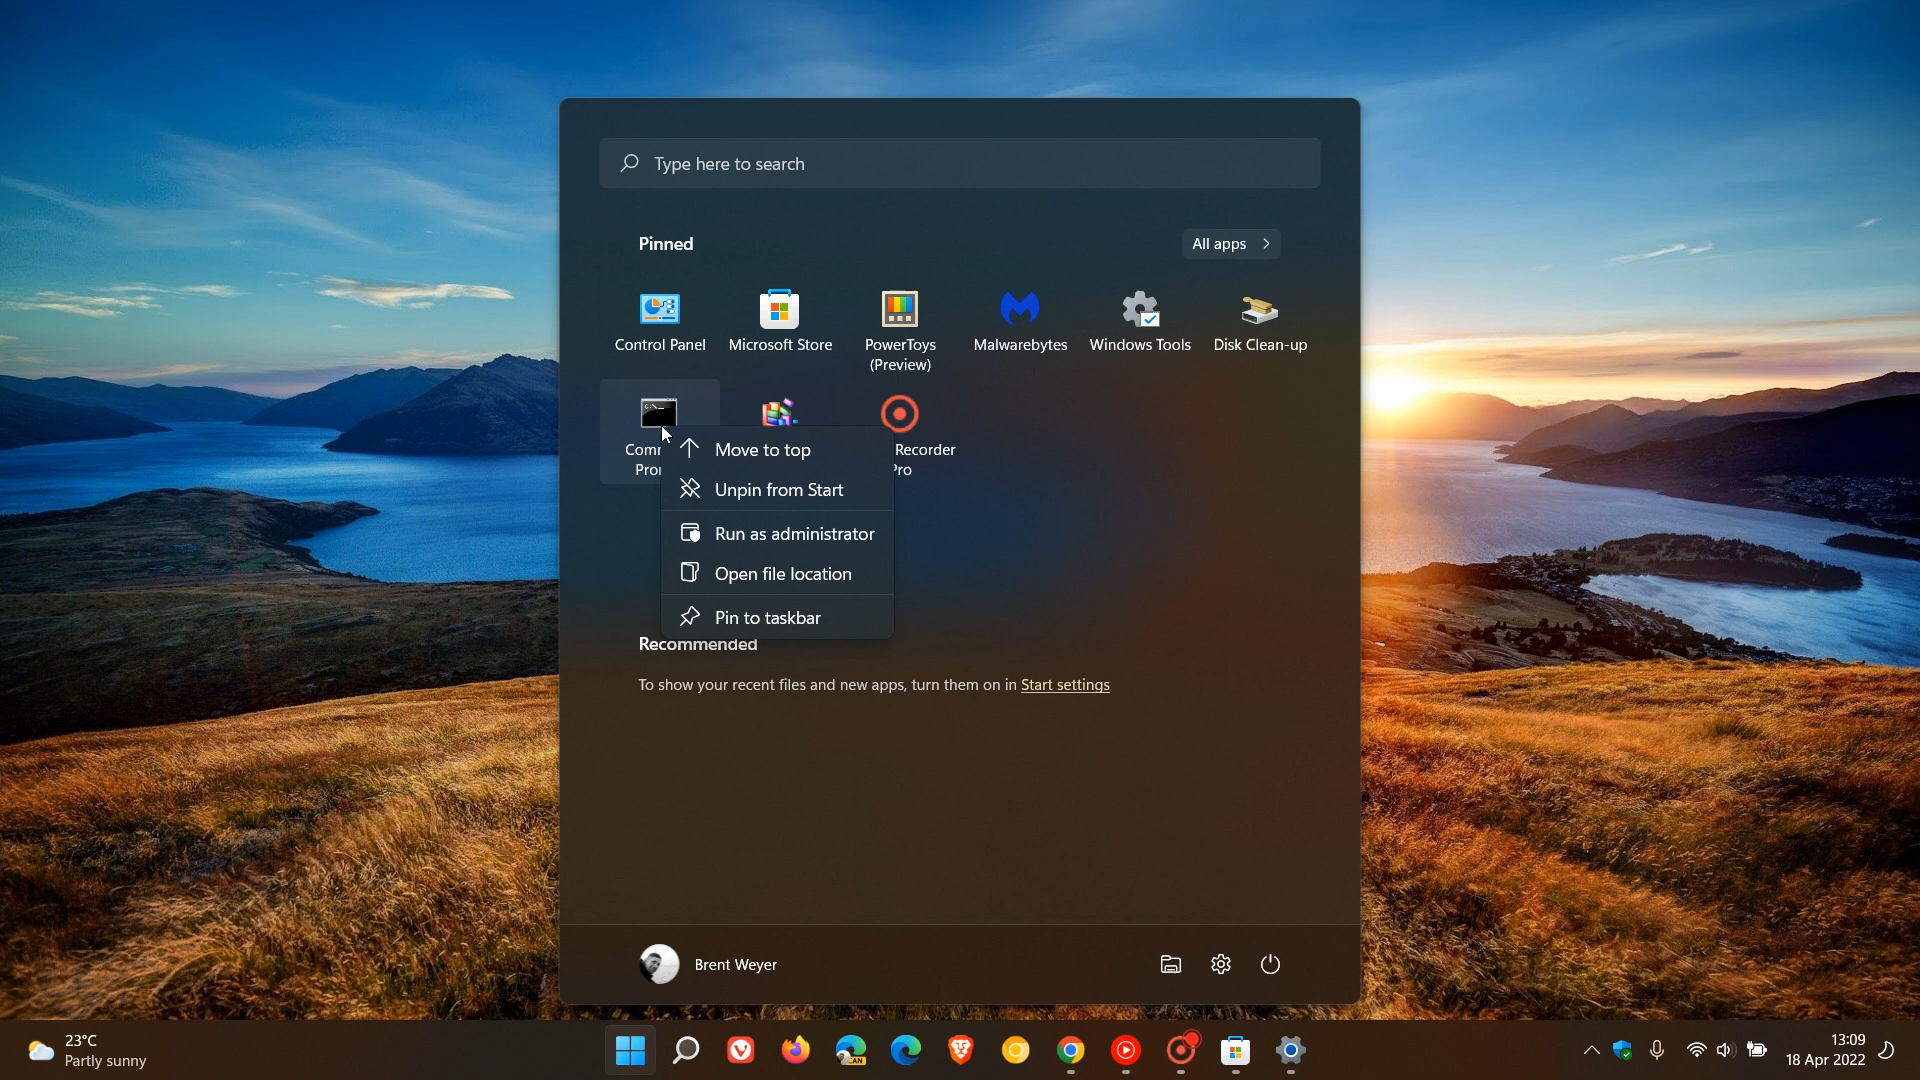 Type here to search
Pinned
All apps
Control Panel
Microsoft Store
PowerToys
(Preview)
Malwarebytes
Windows Tools
Disk Clean-up
Move to top
Recorder
Unpin from Start
Run as administrator
Open file location
Pin to taskbar
Recommended
To show your recent files and new apps, turn them on in Start settings
Brent Weyer
23°C
Partly sunny
13:09
18 Apr 2022